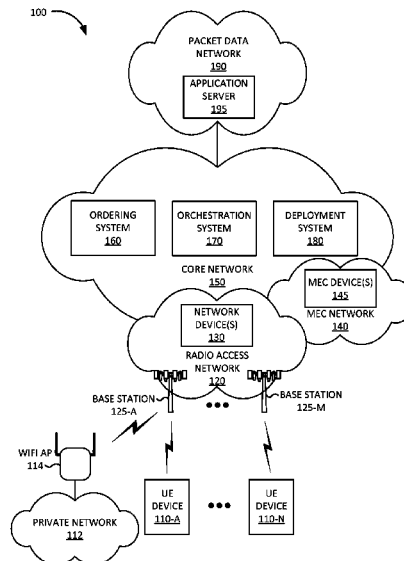 100
PACKET DATA
NETWORK
190
APPLICATION
SERVER
195
ORDERING
SYSTEM
160
ORCHESTRATION
SYSTEM
170
DEPLOYMENT
SYSTEM
180
CORE NETWORK
150
MEC DEVICE(S)
145
MEC NETWORK
140
NETWORK
DEVICE(S)
130
RADIO ACCESS
NETWORK
120
BASE STATION
125-A
BASE STATION
125-M
WIFI AP
114
PRIVATE NETWORK
112
UE
DEVICE
110-A
UE
DEVICE
110-N